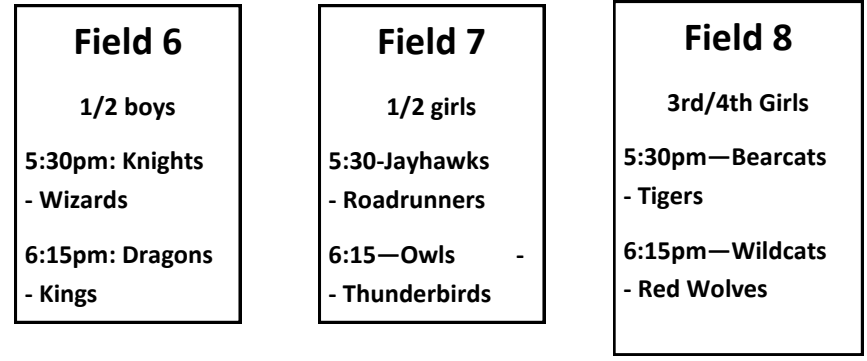 Field 6
1/2 boys
5:30pm: Knights
- Wizards
6:15pm: Dragons
- Kings
Field 7
1/2 girls
5:30-Jayhawks
- Roadrunners
6:15—Owls -
- Thunderbirds
Field 8
3rd/4th Girls
5:30pm—Bearcats
- Tigers
6:15pm—Wildcats
- Red Wolves